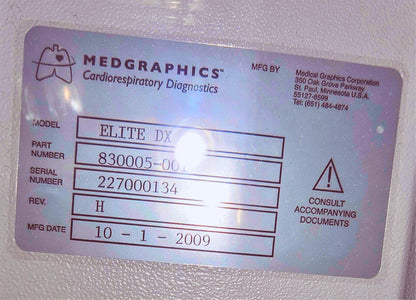 MEDGRAPHICS™
Cardiorespiratory Diagnostics
MFG BY
Medical Graphics Corporation
350 Oak Grove Parkway
St. Paul, Minnesota U.S.A.
55127-8599
Tel: (651) 484-4874
MODEL ELITE DX
PART NUMBER 830005-001
SERIAL NUMBER 227000134
REV. H
MFG DATE 10 - 1 - 2009
!
CONSULT
ACCOMPANYING
DOCUMENTS